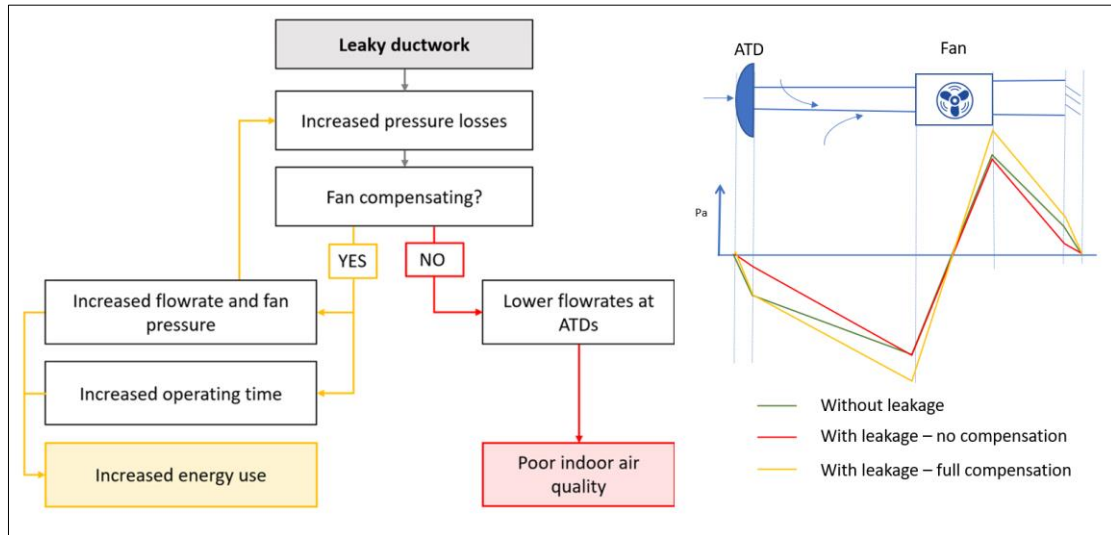 Leaky ductwork
Increased pressure losses
Fan compensating?
YES
NO
Increased flowrate and fan
pressure
Lower flowrates at
ATDs
Increased operating time
Increased energy use
Poor indoor air
quality
ATD
Fan
Pa
Without leakage
With leakage – no compensation
With leakage – full compensation